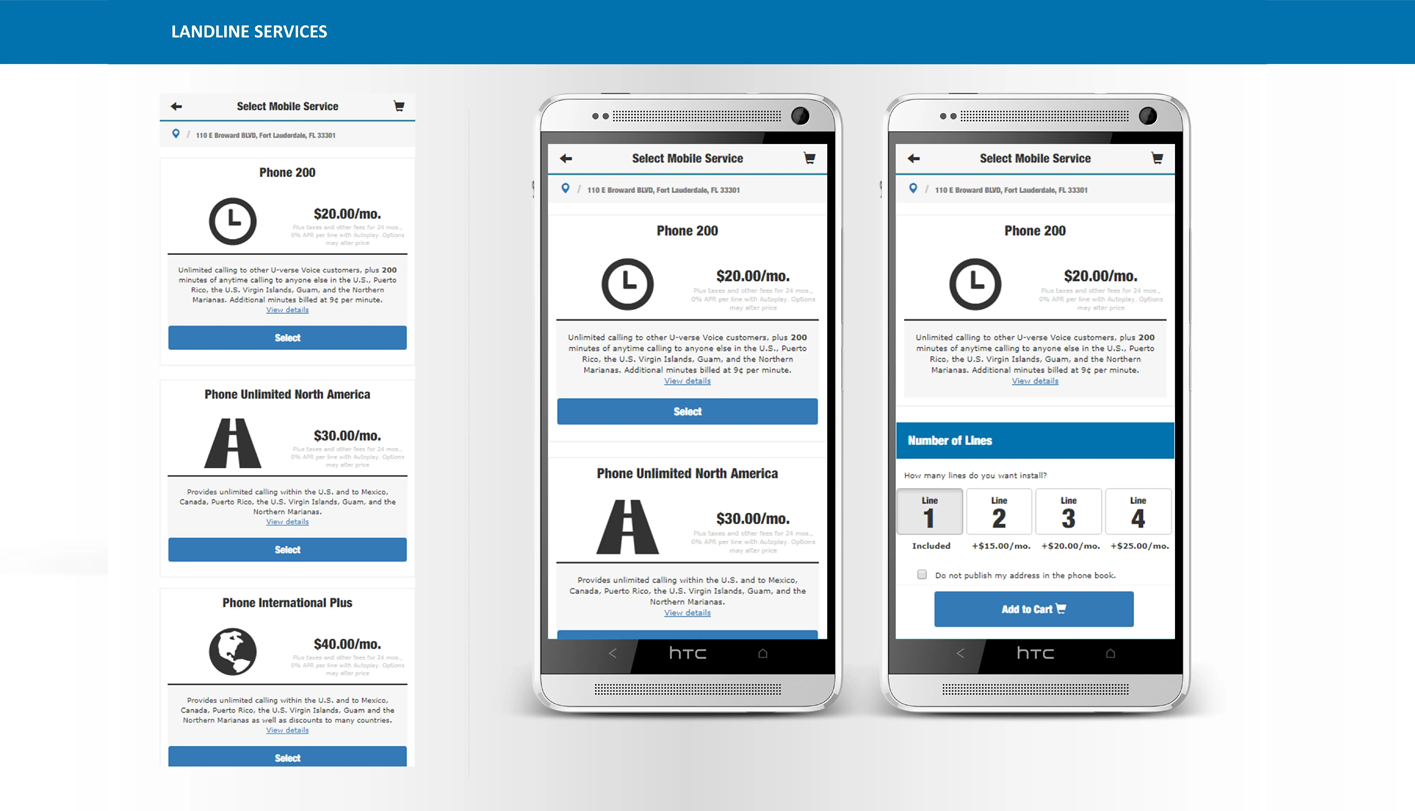 LANDLINE SERVICES
Select Mobile Service
/ 110 E Broward BLVD, Fort Lauderdale, FL 33301
Phone 200
$20.00/mo.
Plus taxes and other fees for 24 mos.,
0% APR per line with Autoplay. Options
may alter price
Unlimited calling to other U-verse Voice customers, plus 200
minutes of anytime calling to anyone else in the U.S., Puerto
Rico, the U.S. Virgin Islands, Guam, and the Northern
Marianas. Additional minutes billed at 9¢ per minute.
View details
Select
Phone Unlimited North America
$30.00/mo.
Plus taxes and other fees for 24 mos.,
0% APR per line with Autoplay. Options
may alter price
Provides unlimited calling within the U.S. and to Mexico,
Canada, Puerto Rico, the U.S. Virgin Islands, Guam, and the
Northern Marianas.
View details
Select
Phone International Plus
$40.00/mo.
Plus taxes and other fees for 24 mos.,
0% APR per line with Autoplay. Options
may alter price
Provides unlimited calling within the U.S. and to Mexico,
Canada, Puerto Rico, the U.S. Virgin Islands, Guam and the
Northern Marianas as well as discounts to many countries.
View details
Select
Select Mobile Service
/ 110 E Broward BLVD, Fort Lauderdale, FL 33301
Phone 200
$20.00/mo.
Plus taxes and other fees for 24 mos.,
0% APR per line with Autoplay. Options
may alter price
Unlimited calling to other U-verse Voice customers, plus 200
minutes of anytime calling to anyone else in the U.S., Puerto
Rico, the U.S. Virgin Islands, Guam, and the Northern
Marianas. Additional minutes billed at 9¢ per minute.
View details
Select
Phone Unlimited North America
$30.00/mo.
Plus taxes and other fees for 24 mos.,
0% APR per line with Autoplay. Options
may alter price
Provides unlimited calling within the U.S. and to Mexico,
Canada, Puerto Rico, the U.S. Virgin Islands, Guam, and the
Northern Marianas.
View details
hTC
Select Mobile Service
/ 110 E Broward BLVD, Fort Lauderdale, FL 33301
Phone 200
$20.00/mo.
Plus taxes and other fees for 24 mos.,
0% APR per line with Autoplay. Options
may alter price
Unlimited calling to other U-verse Voice customers, plus 200
minutes of anytime calling to anyone else in the U.S., Puerto
Rico, the U.S. Virgin Islands, Guam, and the Northern
Marianas. Additional minutes billed at 9¢ per minute.
View details
Number of Lines
How many lines do you want install?
Line Line Line Line
1 2 3 4
Included +$15.00/mo. +$20.00/mo. +$25.00/mo.
Do not publish my address in the phone book.
Add to Cart
hTC